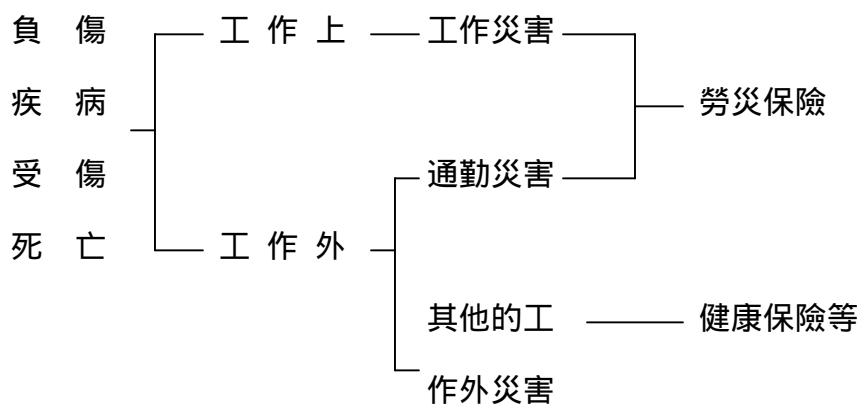 負 傷 工 作 上 工作災害
疾 病 勞災保險
受 傷 通勤災害
死 亡 工 作 外
其他的工 健康保險等
作外災害